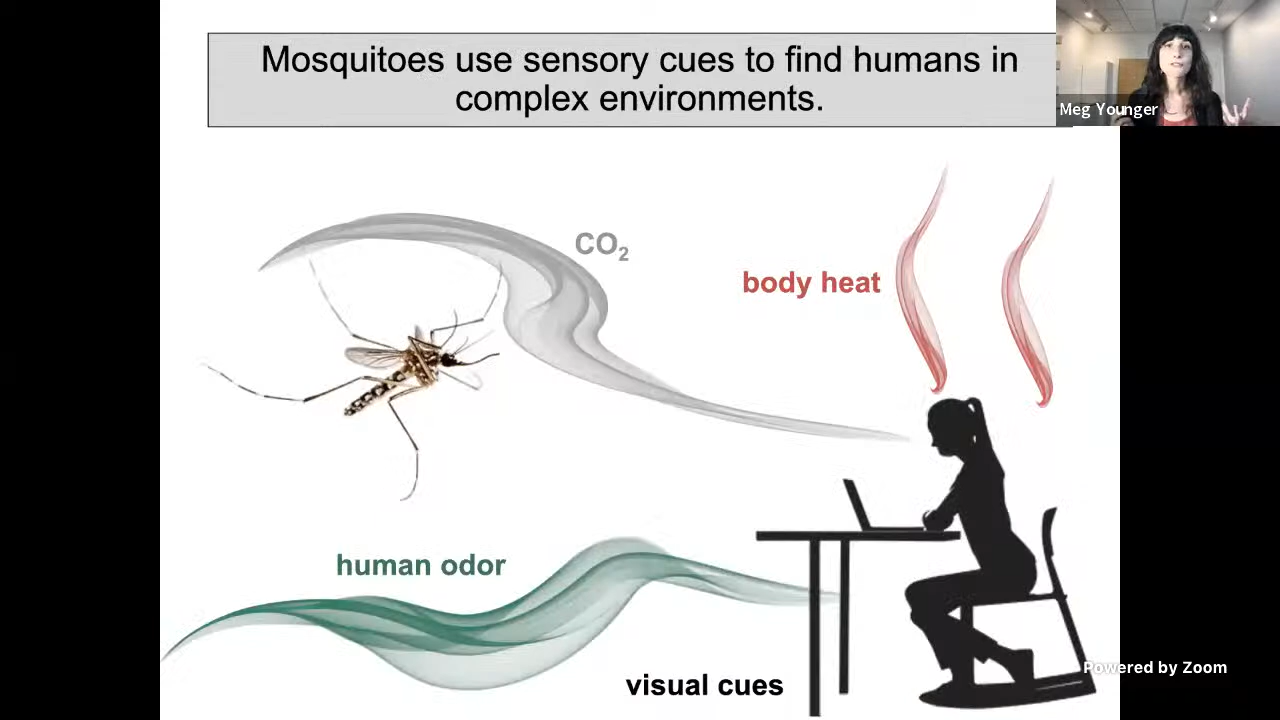 Mosquitoes use sensory cues to find humans in
complex environments.
Meg Younger
CO₂
body heat
human odor
visual cues
Powered by Zoom